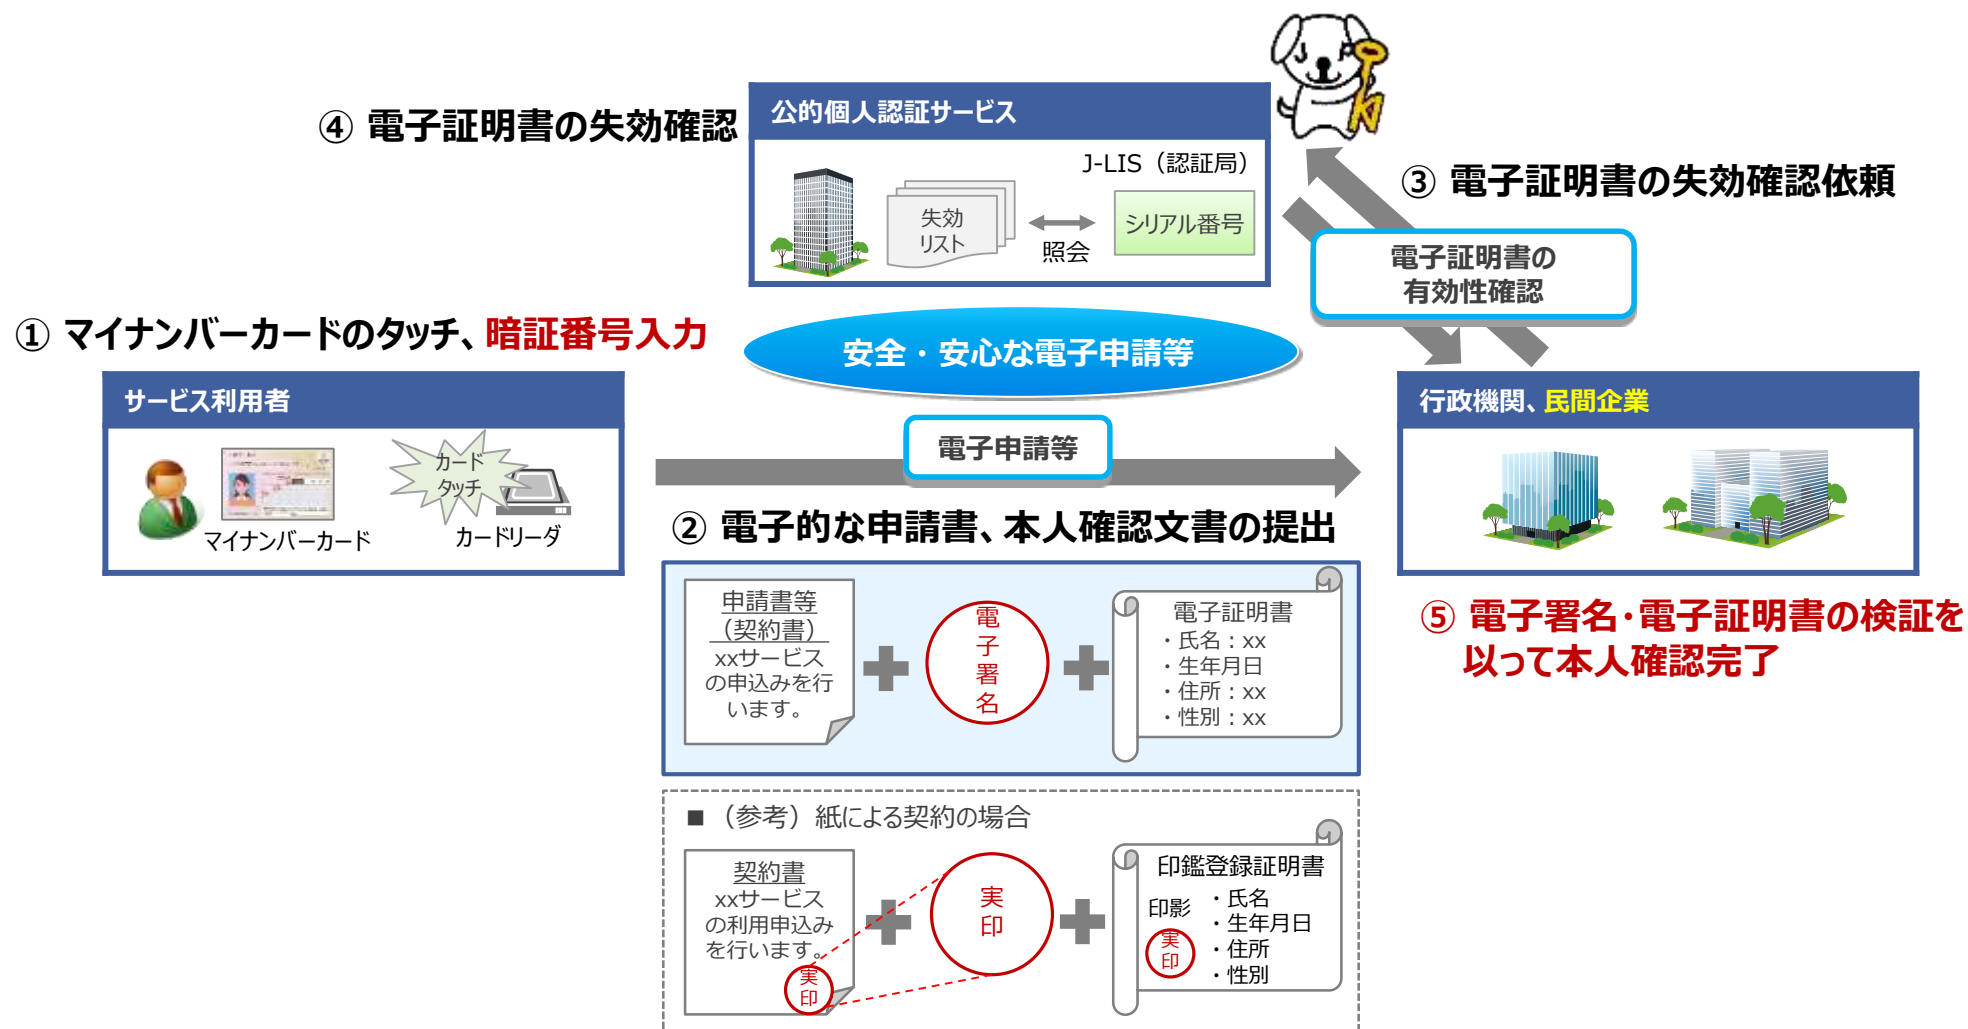 ④ 電子証明書の失効確認
公的個人認証サービス
J-LIS（認証局）
失効
リスト
照会
シリアル番号
③ 電子証明書の失効確認依頼
電子証明書の
有効性確認
① マイナンバーカードのタッチ、暗証番号入力
安全・安心な電子申請等
サービス利用者
カード
タッチ
マイナンバーカード
カードリーダ
電子申請等
行政機関、民間企業
② 電子的な申請書、本人確認文書の提出
申請書等
（契約書）
xxサービス
の申込みを行
います。
電子署名
電子証明書
・氏名：xx
・生年月日
・住所：xx
・性別：xx
⑤ 電子署名・電子証明書の検証を
以って本人確認完了
■（参考）紙による契約の場合
契約書
xxサービス
の利用申込み
を行います。
実印
実印
印鑑登録証明書
印影
実印
・氏名
・生年月日
・住所
・性別